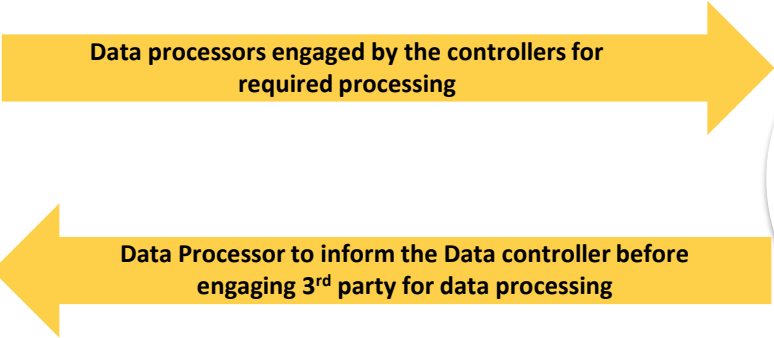 Data processors engaged by the controllers for
required processing
Data Processor to inform the Data controller before
engaging 3rd party for data processing